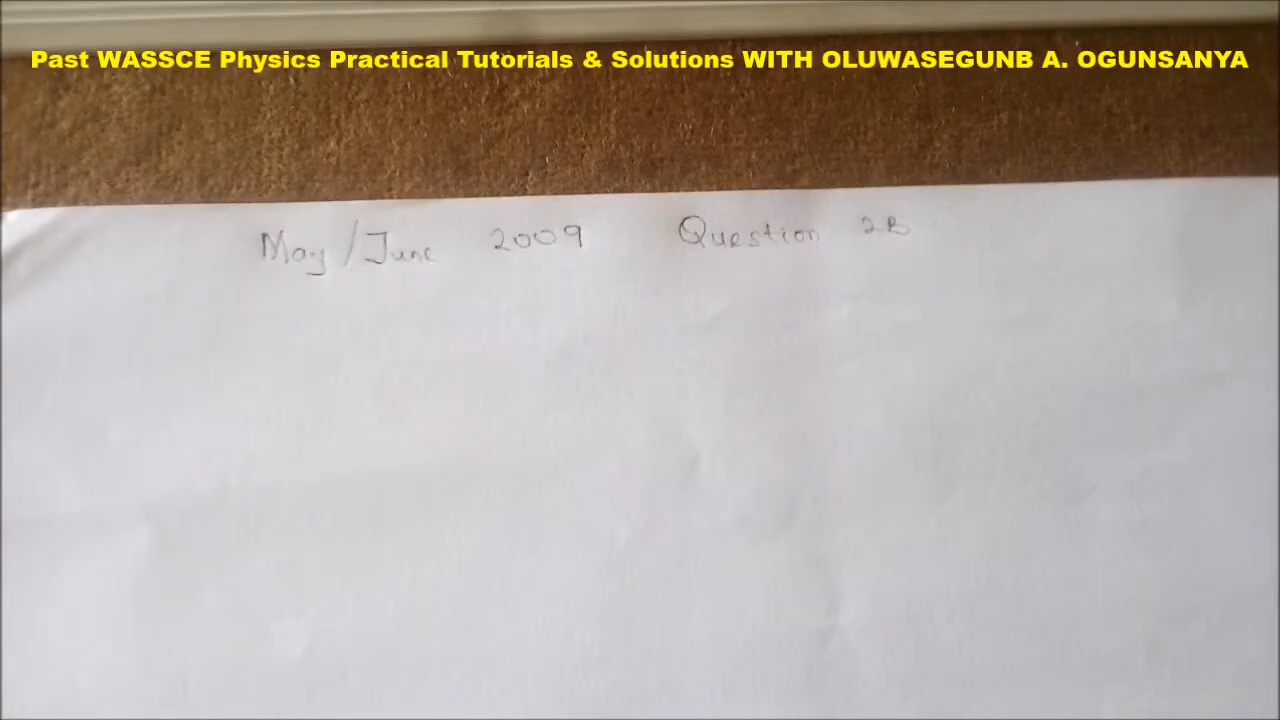 Past WASSCE Physics Practical Tutorials & Solutions WITH OLUWASEGUNB A. OGUNSANYA
May/June 2009 Question 2B